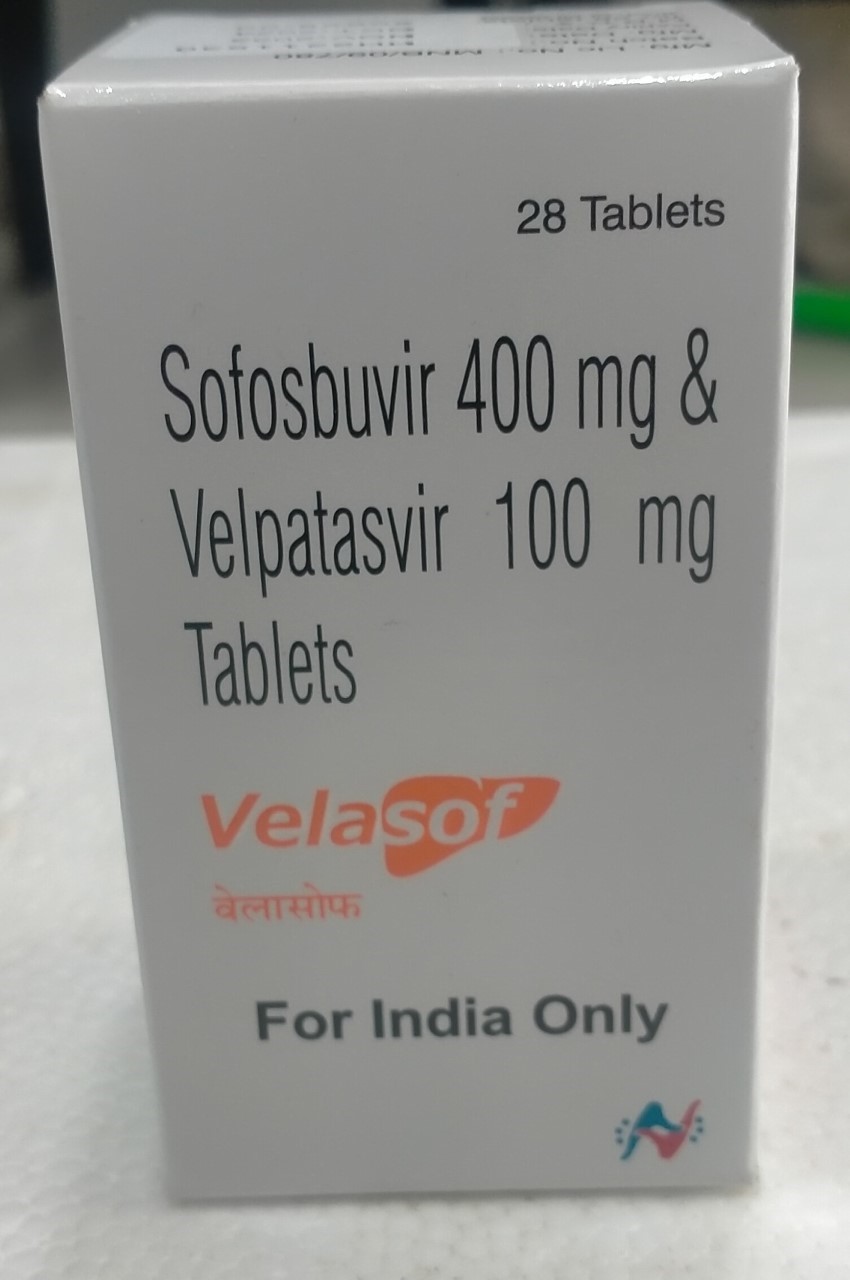 28 Tablets
Sofosbuvir 400 mg &
Velpatasvir 100 mg
Tablets
Velasof
वेलासोफ
For India Only